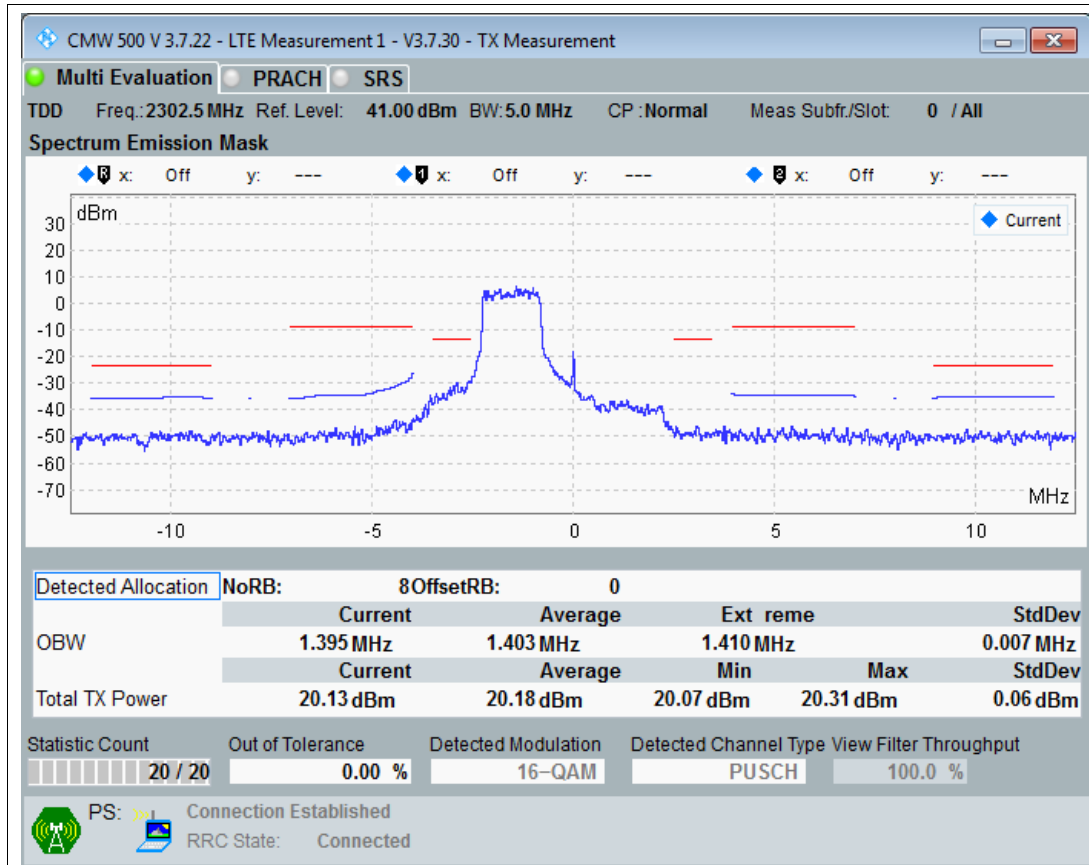 CMW 500 V 3.7.22 - LTE Measurement 1 - V3.7.30 - TX Measurement
Multi Evaluation PRACH SRS
TDD Freq.: 2302.5 MHz Ref. Level: 41.00 dBm BW: 5.0 MHz CP : Normal Meas Subfr./Slot: 0 / All
Spectrum Emission Mask
R x: Off y: --- 1 x: Off y: --- 2 x: Off y: ---
dBm
Current
30
20
10
0
-10
-20
-30
-40
-50
-60
-70
MHz
-10 -5 0 5 10
Detected Allocation NoRB: 8 OffsetRB: 0
Current Average Ext reme StdDev
OBW 1.395 MHz 1.403 MHz 1.410 MHz 0.007 MHz
Current Average Min Max StdDev
Total TX Power 20.13 dBm 20.18 dBm 20.07 dBm 20.31 dBm 0.06 dBm
Statistic Count Out of Tolerance Detected Modulation Detected Channel Type View Filter Throughput
20 / 20 0.00 % 16-QAM PUSCH 100.0 %
PS: Connection Established
RRC State: Connected